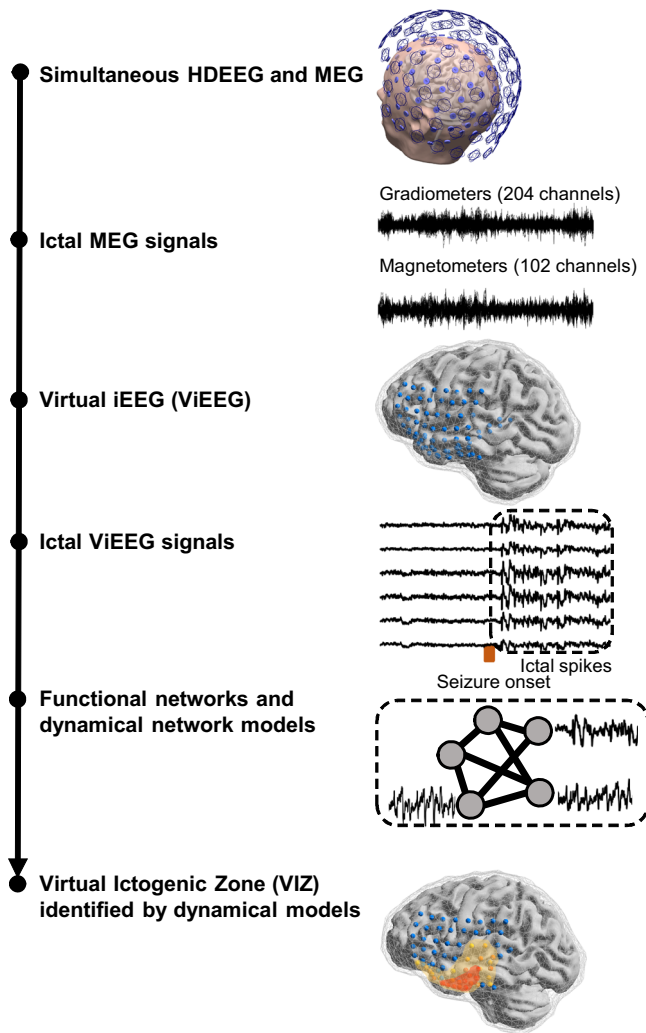 Simultaneous HDEEG and MEG
Gradiometers (204 channels)
Ictal MEG signals
Magnetometers (102 channels)
Virtual iEEG (ViEEG)
Ictal ViEEG signals
Ictal spikes
Seizure onset
Functional networks and
dynamical network models
Virtual Ictogenic Zone (VIZ)
identified by dynamical models